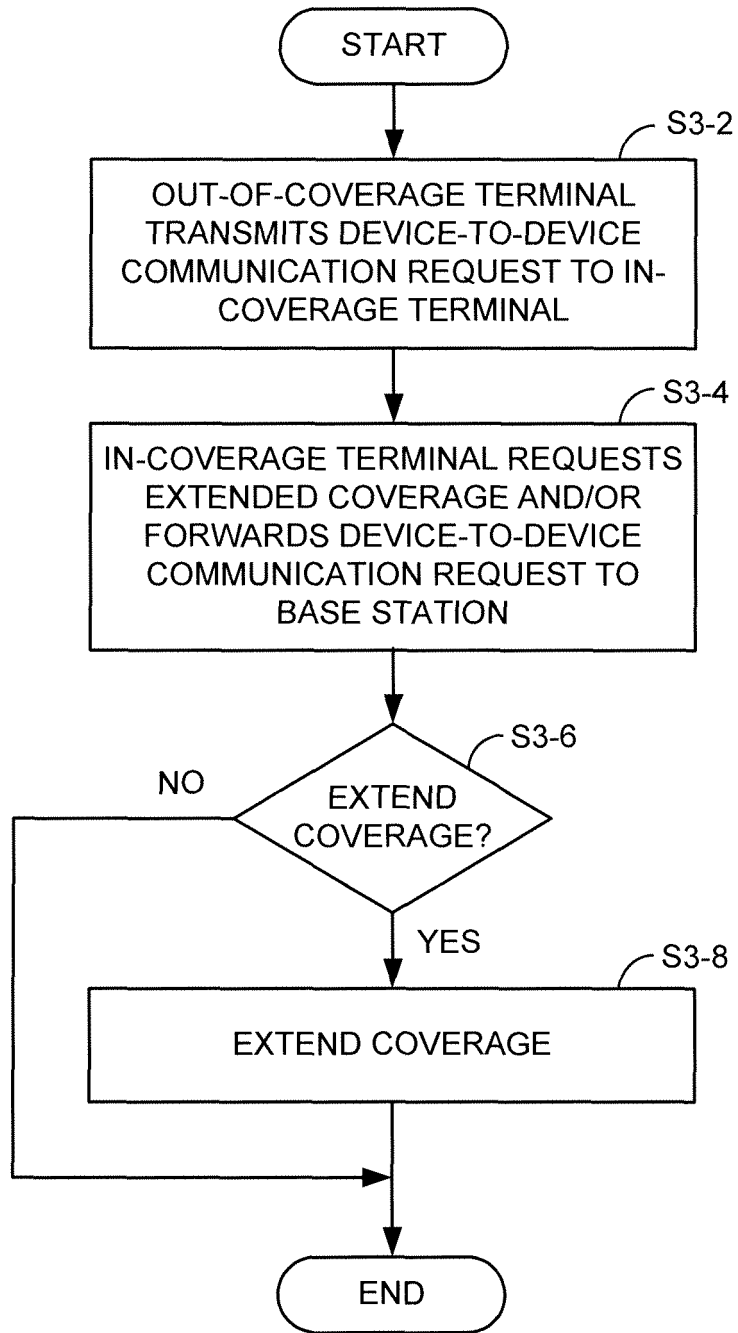 START
S3-2
OUT-OF-COVERAGE TERMINAL
TRANSMITS DEVICE-TO-DEVICE
COMMUNICATION REQUEST TO IN-
COVERAGE TERMINAL
S3-4
IN-COVERAGE TERMINAL REQUESTS
EXTENDED COVERAGE AND/OR
FORWARDS DEVICE-TO-DEVICE
COMMUNICATION REQUEST TO
BASE STATION
S3-6
NO
EXTEND
COVERAGE?
YES
S3-8
EXTEND COVERAGE
END